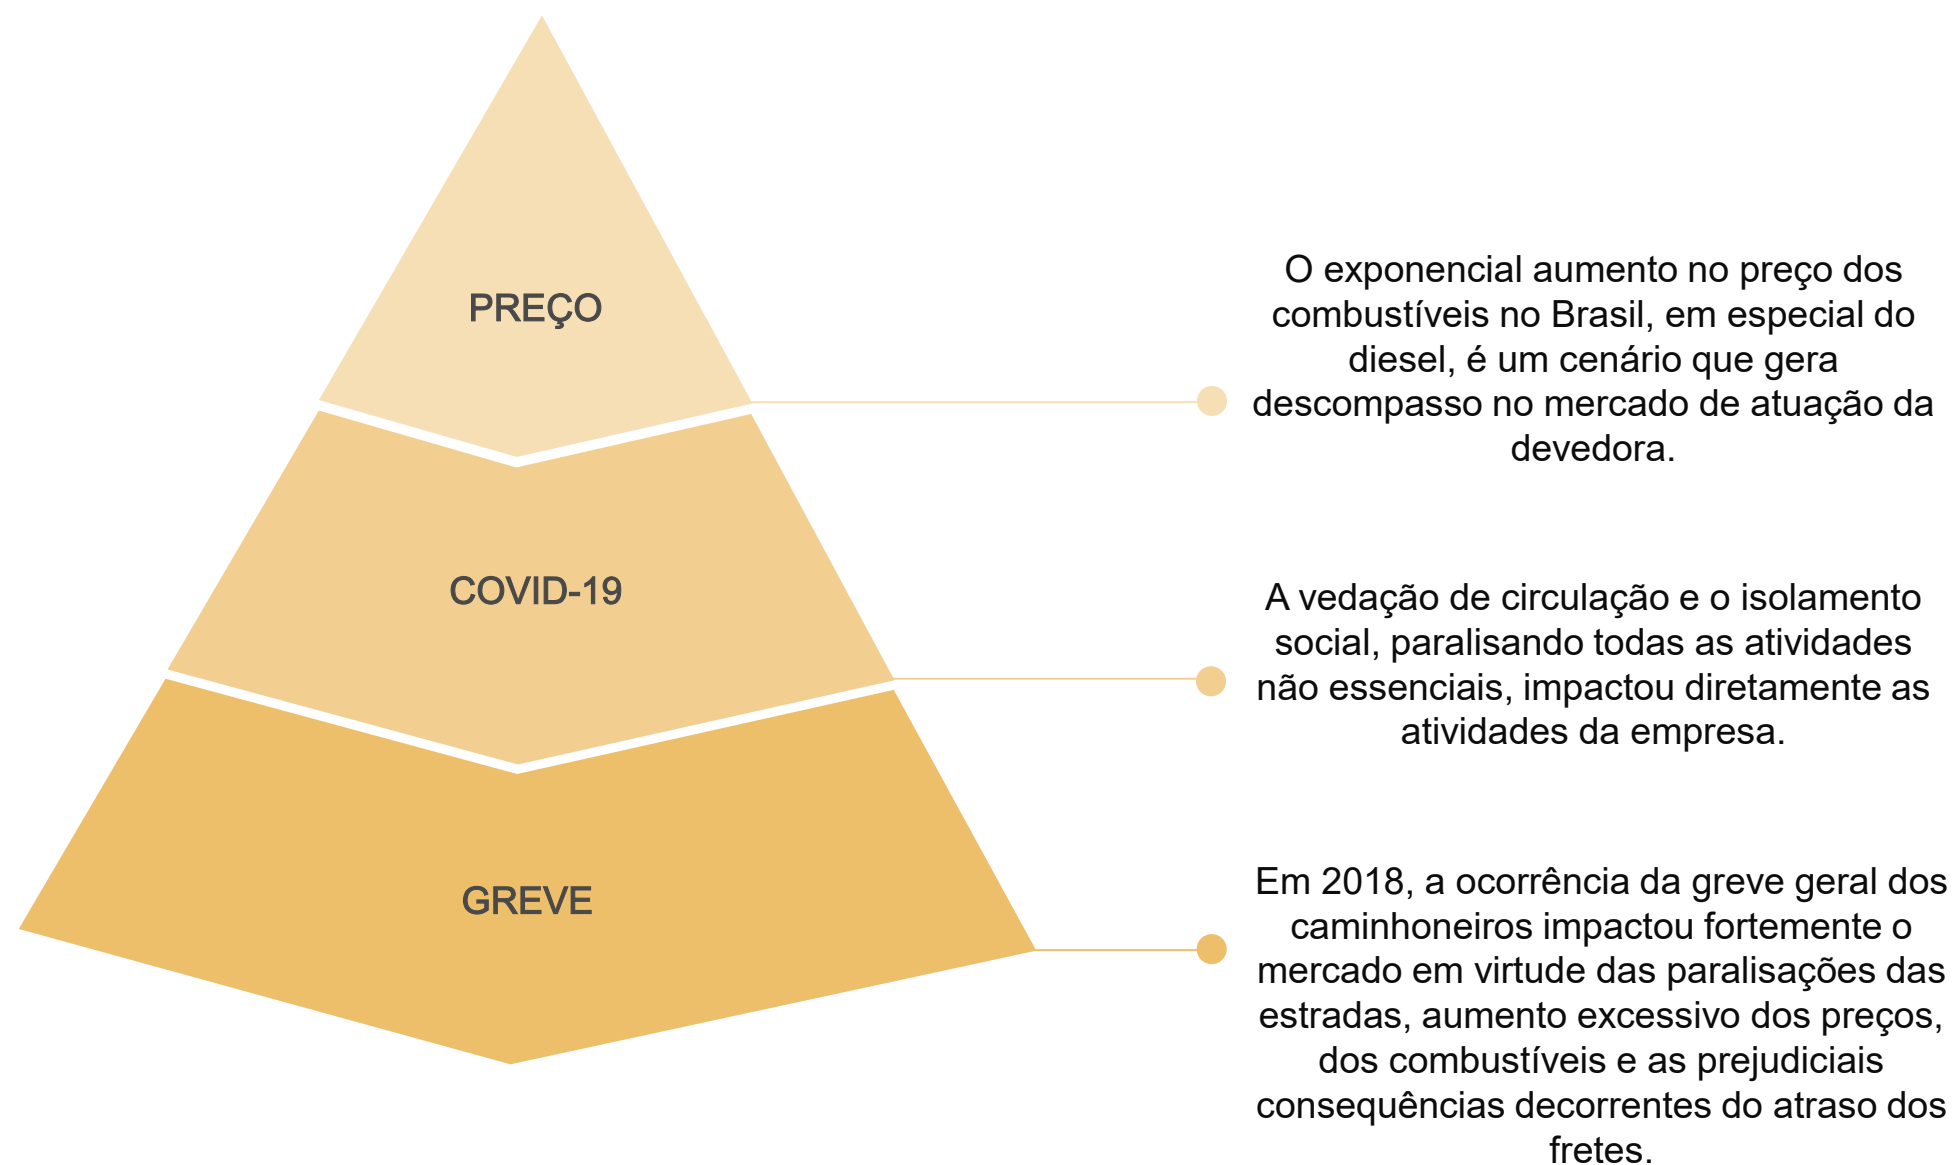 PREÇO
O exponencial aumento no preço dos
combustíveis no Brasil, em especial do
diesel, é um cenário que gera
descompasso no mercado de atuação da
devedora.
COVID-19
A vedação de circulação e o isolamento
social, paralisando todas as atividades
não essenciais, impactou diretamente as
atividades da empresa.
GREVE
Em 2018, a ocorrência da greve geral dos
caminhoneiros impactou fortemente o
mercado em virtude das paralisações das
estradas, aumento excessivo dos preços,
dos combustíveis e as prejudiciais
consequências decorrentes do atraso dos
fretes.